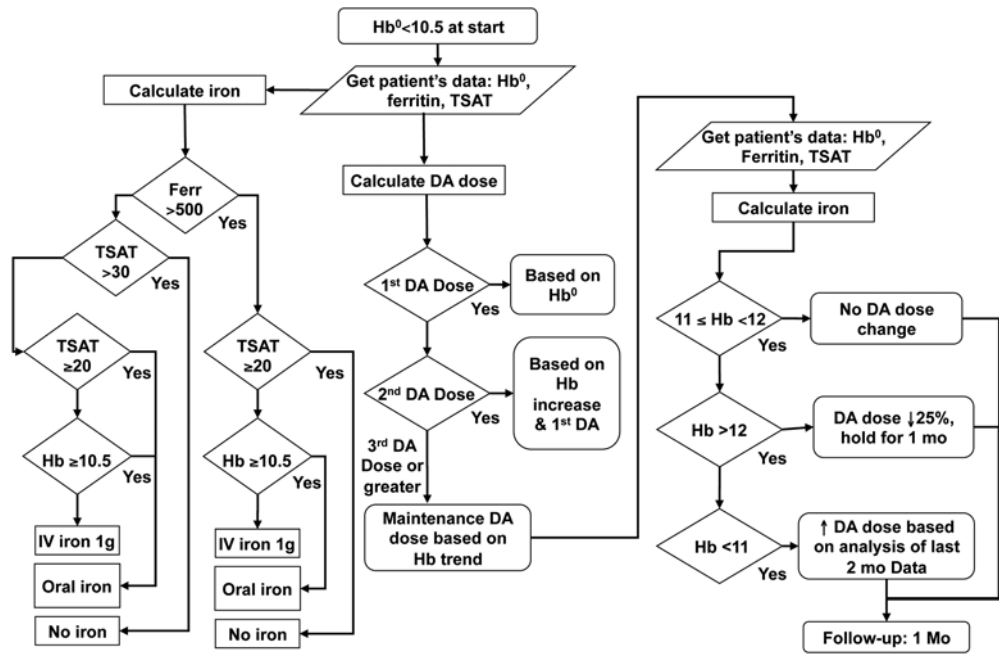 Hb⁰<10.5 at start
Get patient's data: Hb⁰,
ferritin, TSAT
Calculate iron
Ferr
>500
Yes
TSAT
>30
Yes
TSAT
≥20
Yes
Hb ≥10.5
Yes
IV iron 1g
Oral iron
No iron
TSAT
≥20
Yes
Hb ≥10.5
Yes
IV iron 1g
Oral iron
No iron
Calculate DA dose
1st DA Dose
Yes
Based on
Hb⁰
2nd DA Dose
Yes
Based on
Hb
increase
& 1st DA
3rd DA
Dose or
greater
Maintenance DA
dose based on
Hb trend
Get patient's data: Hb⁰,
Ferritin, TSAT
Calculate iron
11 ≤ Hb <12
Yes
No DA dose
change
Hb >12
Yes
DA dose ↓25%,
hold for 1 mo
Hb <11
Yes
↑ DA dose based
on analysis of last
2 mo Data
Follow-up: 1 Mo